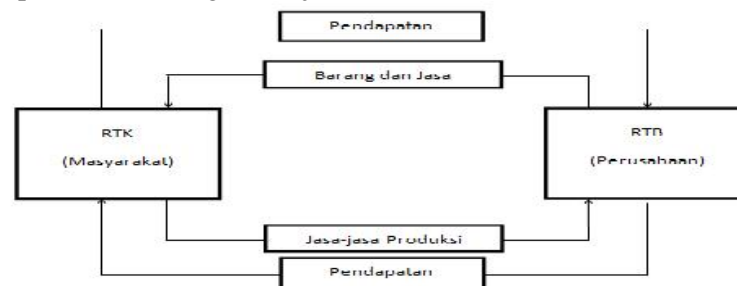 Pendapatan
Barang dan Jasa
RTK
(Masyarakat)
RTB
(Perusahaan)
Jasa-jasa Produksi
Pendapatan